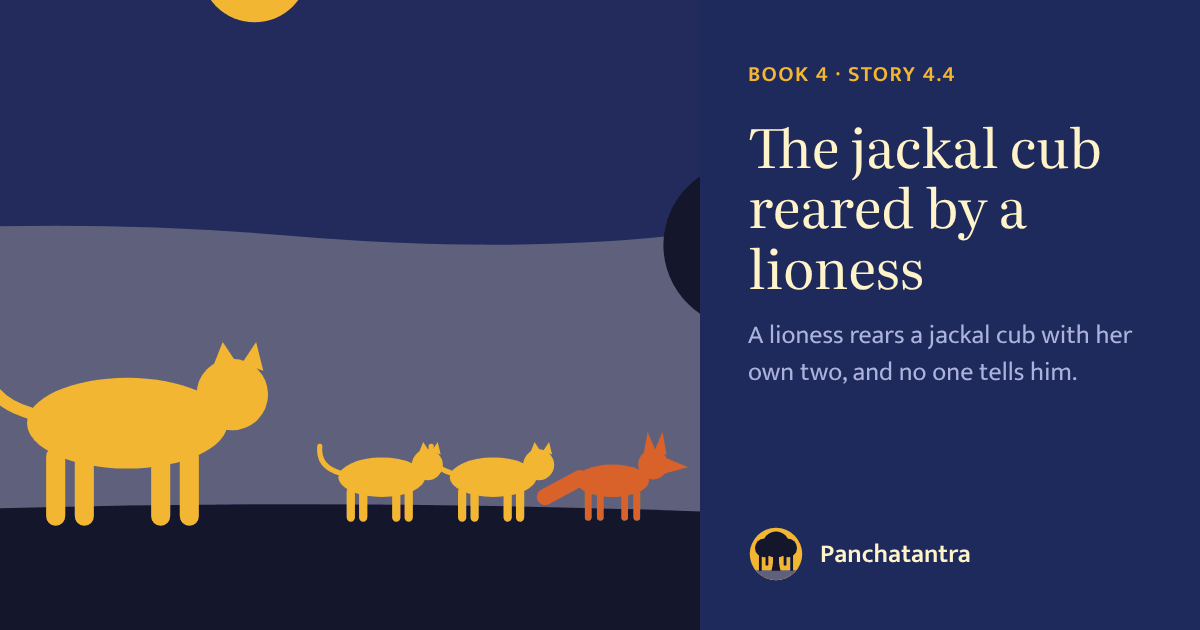 BOOK 4 · STORY 4.4
The jackal cub
reared by a
lioness
A lioness rears a jackal cub with her
own two, and no one tells him.
Panchatantra